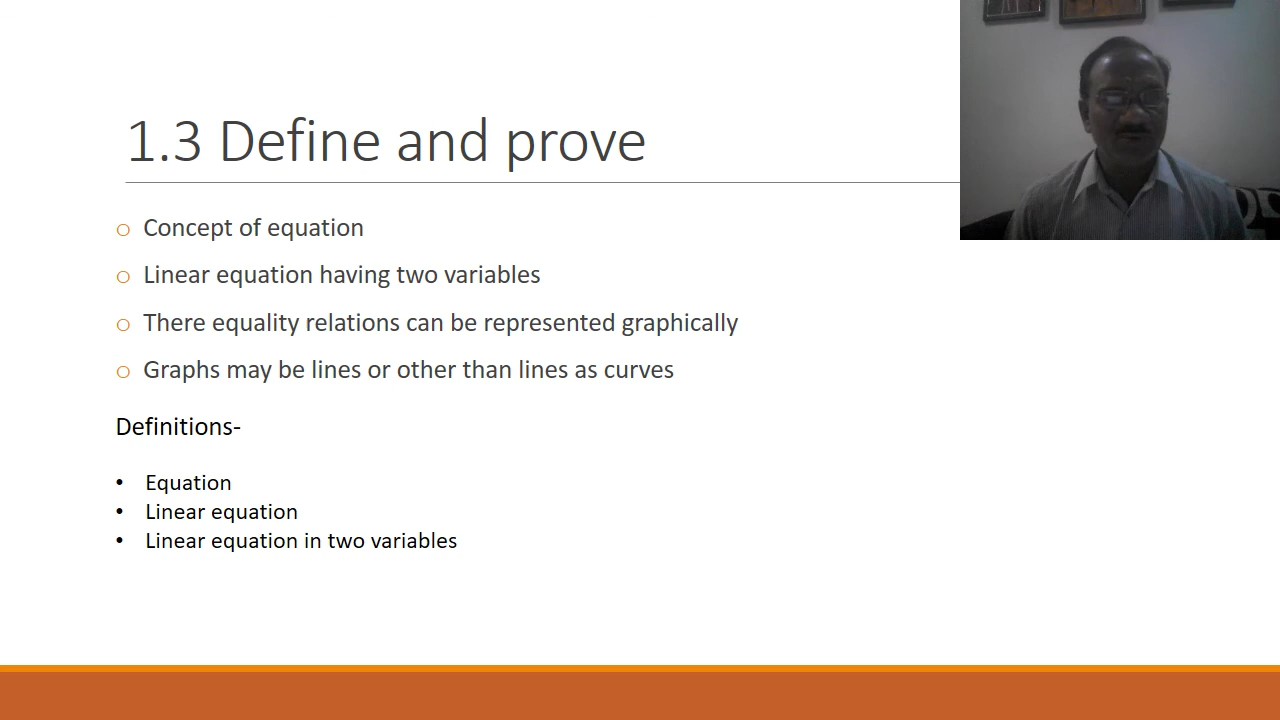 1.3 Define and prove
Concept of equation
Linear equation having two variables
There equality relations can be represented graphically
Graphs may be lines or other than lines as curves
Definitions-
• Equation
• Linear equation
• Linear equation in two variables